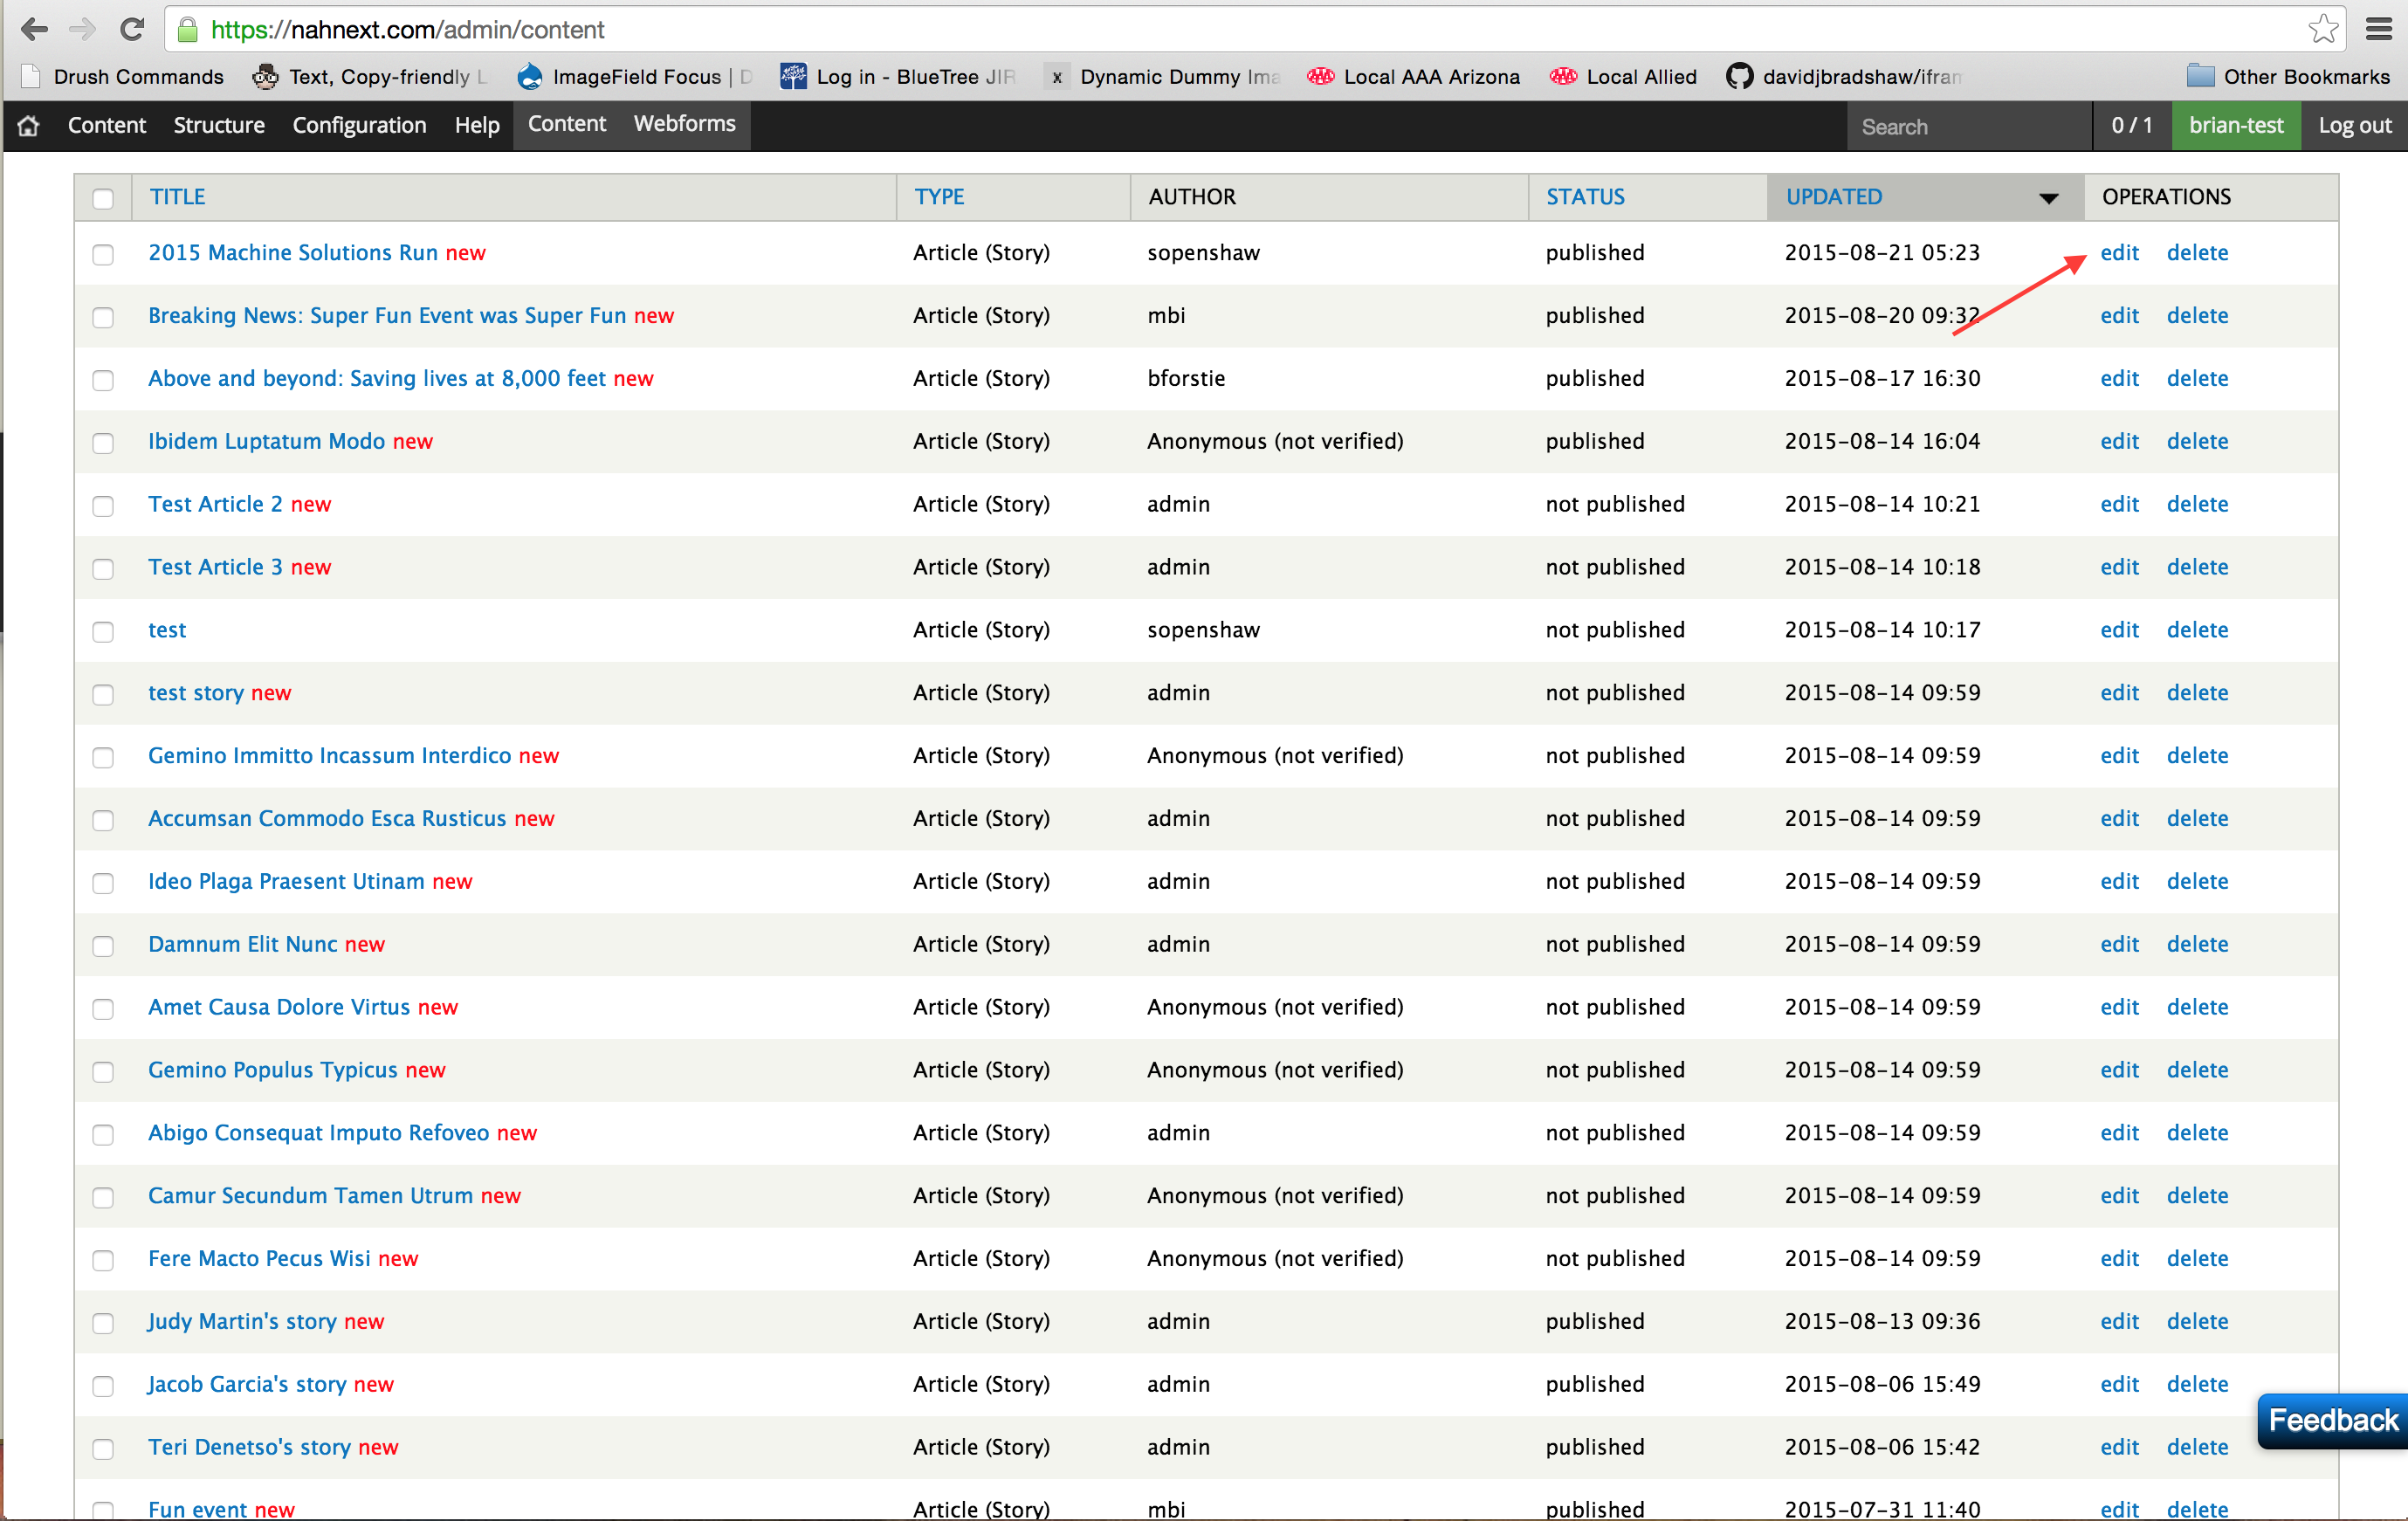 https://nahnext.com/admin/content
Drush Commands Text, Copy-friendly L ImageField Focus | D Log in - BlueTree JIR x Dynamic Dummy Ima Local AAA Arizona Local Allied davidjbradshaw/ifram Other Bookmarks
Content Structure Configuration Help Content Webforms Search 0 / 1 brian-test Log out
TITLE TYPE AUTHOR STATUS UPDATED OPERATIONS
2015 Machine Solutions Run new Article (Story) sopenshaw published 2015-08-21 05:23 edit delete
Breaking News: Super Fun Event was Super Fun new Article (Story) mbi published 2015-08-20 09:32 edit delete
Above and beyond: Saving lives at 8,000 feet new Article (Story) bforstie published 2015-08-17 16:30 edit delete
Ibidem Luptatum Modo new Article (Story) Anonymous (not verified) published 2015-08-14 16:04 edit delete
Test Article 2 new Article (Story) admin not published 2015-08-14 10:21 edit delete
Test Article 3 new Article (Story) admin not published 2015-08-14 10:18 edit delete
test Article (Story) sopenshaw not published 2015-08-14 10:17 edit delete
test story new Article (Story) admin not published 2015-08-14 09:59 edit delete
Gemino Immitto Incassum Interdico new Article (Story) Anonymous (not verified) not published 2015-08-14 09:59 edit delete
Accumsan Commodo Esca Rusticus new Article (Story) admin not published 2015-08-14 09:59 edit delete
Ideo Plaga Praesent Utinam new Article (Story) admin not published 2015-08-14 09:59 edit delete
Damnum Elit Nunc new Article (Story) admin not published 2015-08-14 09:59 edit delete
Amet Causa Dolore Virtus new Article (Story) Anonymous (not verified) not published 2015-08-14 09:59 edit delete
Gemino Populus Typicus new Article (Story) Anonymous (not verified) not published 2015-08-14 09:59 edit delete
Abigo Consequat Imputo Refoveo new Article (Story) admin not published 2015-08-14 09:59 edit delete
Camur Secundum Tamen Utrum new Article (Story) Anonymous (not verified) not published 2015-08-14 09:59 edit delete
Fere Macto Pecus Wisi new Article (Story) Anonymous (not verified) not published 2015-08-14 09:59 edit delete
Judy Martin's story new Article (Story) admin published 2015-08-13 09:36 edit delete
Jacob Garcia's story new Article (Story) admin published 2015-08-06 15:49 edit delete
Feedback
Teri Denetso's story new Article (Story) admin published 2015-08-06 15:42 edit delete
Fun event new Article (Story) mbi published 2015-07-31 11:40 edit delete